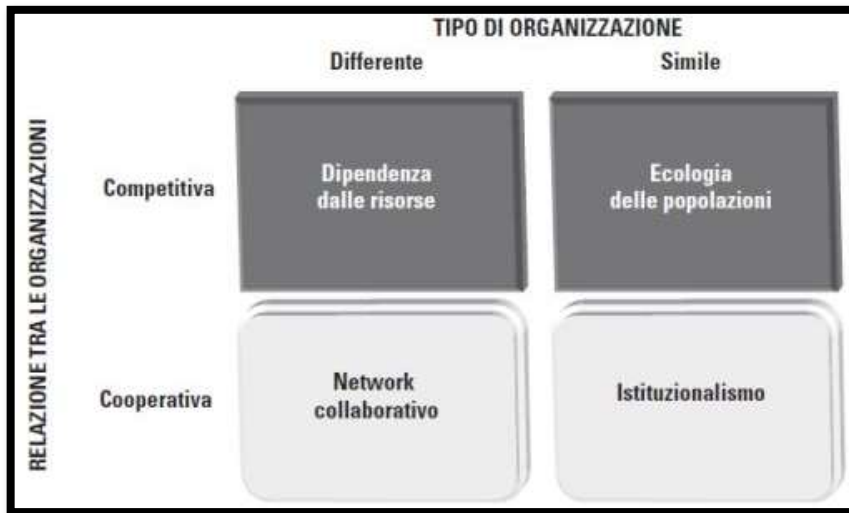 TIPO DI ORGANIZZAZIONE
Differente
Simile
RELAZIONE TRA LE ORGANIZZAZIONI
Competitiva
Dipendenza
dalle risorse
Ecologia
delle popolazioni
Cooperativa
Network
collaborativo
Istituzionalismo